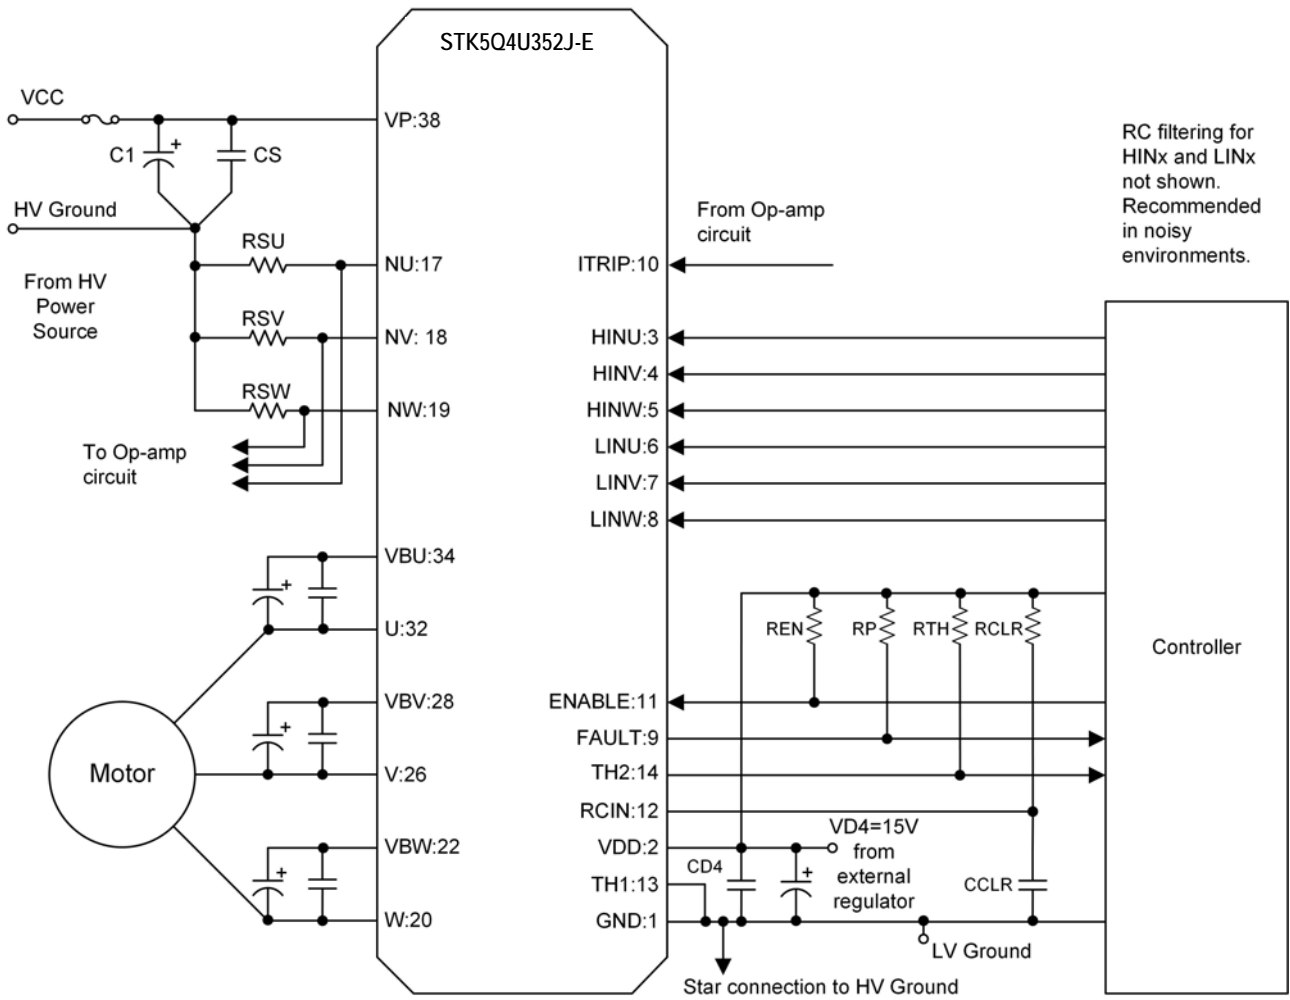 STK5Q4U352J-E
VCC
C1
+
CS
VP:38
HV Ground
From HV
Power
Source
RSU
NU:17
RSV
NV: 18
RSW
NW:19
To Op-amp
circuit
VBU:34
+
U:32
VBV:28
+
V:26
VBW:22
+
W:20
Motor
From Op-amp
circuit
ITRIP:10
HINU:3
HINV:4
HINW:5
LINU:6
LINV:7
LINW:8
REN
RP
RTH
RCLR
ENABLE:11
FAULT:9
TH2:14
RCIN:12
VDD:2
TH1:13
GND:1
CD4
+
VD4=15V
from
external
regulator
CCLR
LV Ground
Star connection to HV Ground
RC filtering for
HINx and LINx
not shown.
Recommended
in noisy
environments.
Controller